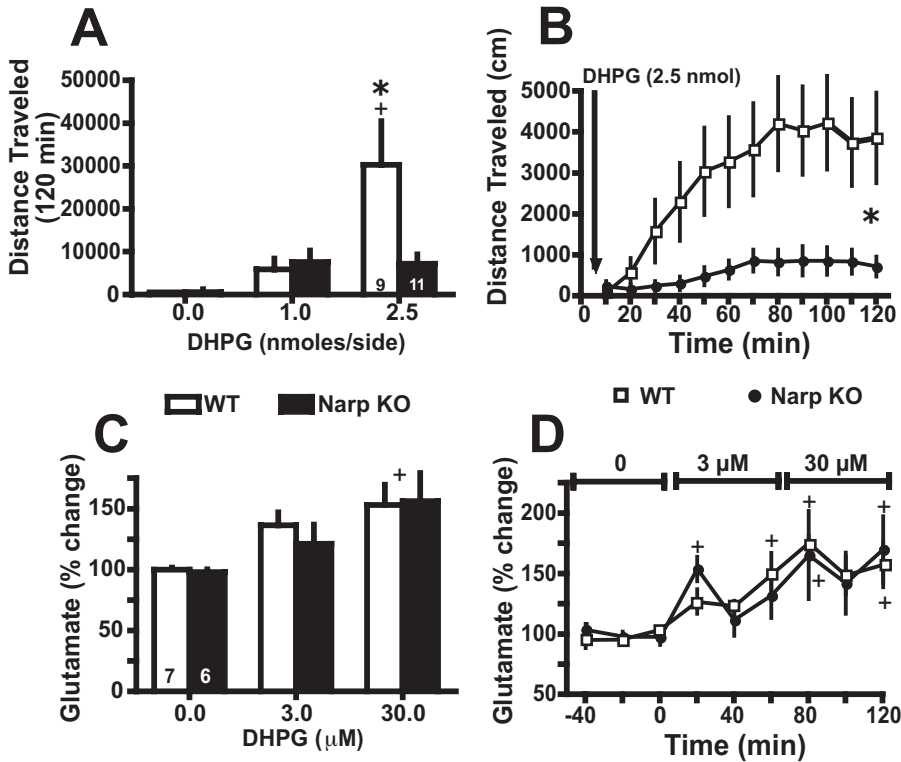 A
Distance Traveled
(120 min)
50000
40000
30000
20000
10000
0
*
+
9
11
0.0
1.0
2.5
DHPG (nmoles/side)
B
Distance Traveled (cm)
DHPG (2.5 nmol)
5000
4000
3000
2000
1000
0
*
0
20
40
60
80
100
120
Time (min)
WT
Narp KO
WT
Narp KO
C
Glutamate (% change)
150
100
50
0
+
7
6
0.0
3.0
30.0
DHPG (µM)
D
0
3 µM
30 µM
Glutamate (% change)
200
150
100
50
+
+
+
+
+
+
-40
0
40
80
120
Time (min)